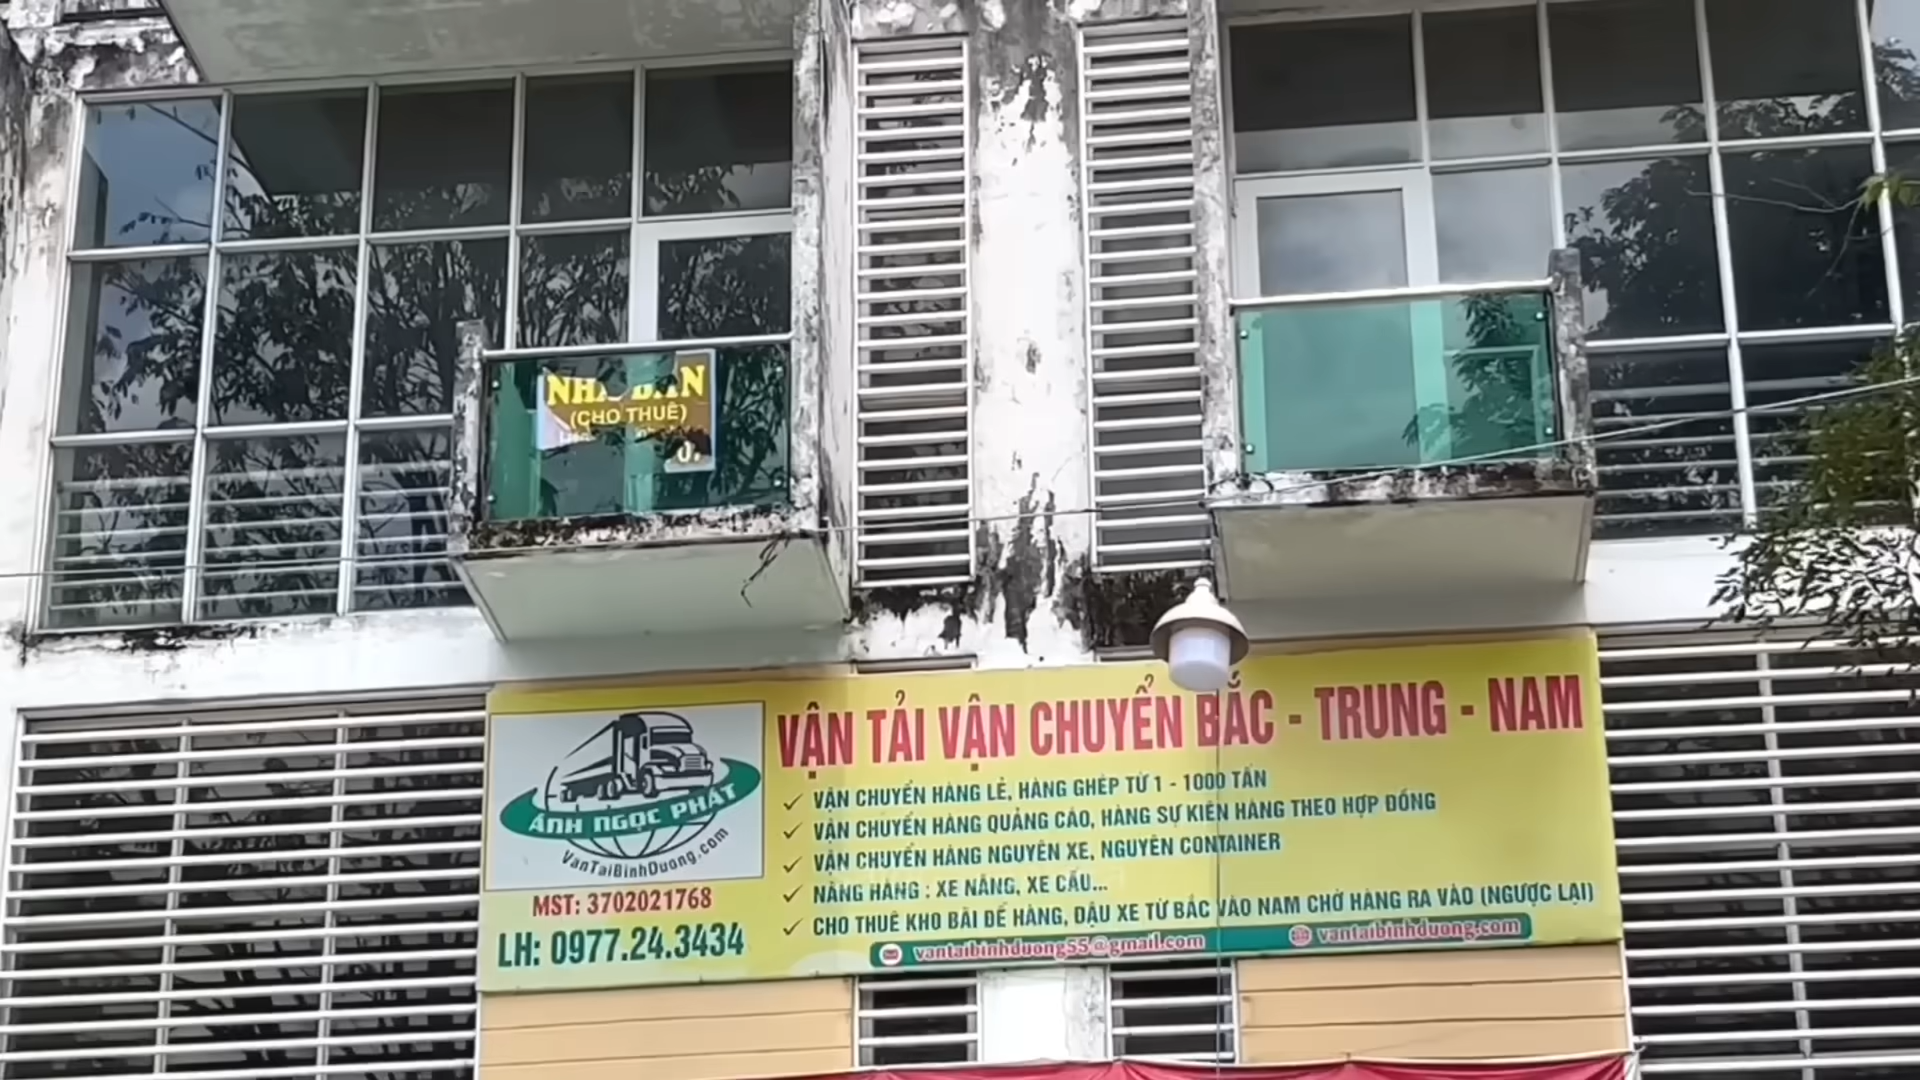 NHÀ BÁN
(CHO THUÊ)
VẬN TẢI VẬN CHUYỂN BẮC - TRUNG - NAM
ÁNH NGỌC PHÁT
VanTaiBinhDuong.com
MST: 3702021768
LH: 0977.24.3434
VẬN CHUYỂN HÀNG LẺ, HÀNG GHÉP TỪ 1 - 1000 TẤN
VẬN CHUYỂN HÀNG QUẢNG CÁO, HÀNG SỰ KIỆN HÀNG THEO HỢP ĐỒNG
VẬN CHUYỂN HÀNG NGUYÊN XE, NGUYÊN CONTAINER
NÂNG HÀNG : XE NÂNG, XE CẨU...
CHO THUÊ KHO BÃI ĐỂ HÀNG, ĐẬU XE TỪ BẮC VÀO NAM CHỜ HÀNG RA VÀO (NGƯỢC LẠI)
vantaibinhduong55@gmail.com
vantaibinhduong.com